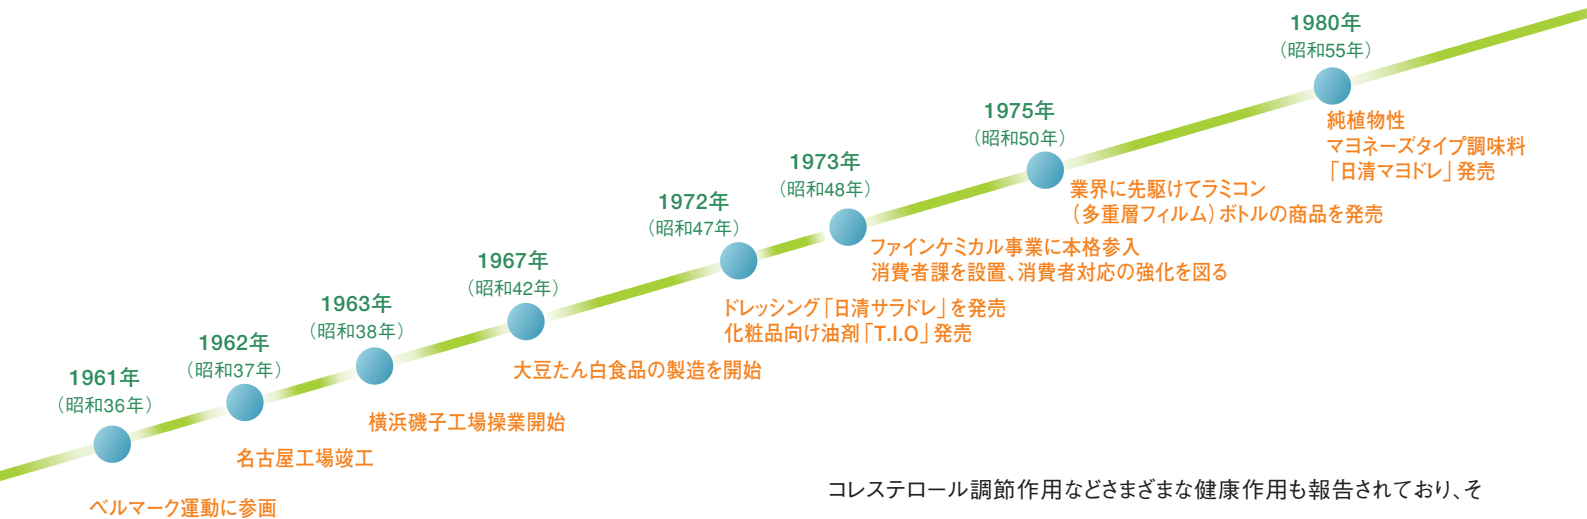 1961年
（昭和36年）
ベルマーク運動に参画
1962年
（昭和37年）
名古屋工場竣工
1963年
（昭和38年）
横浜磯子工場操業開始
1967年
（昭和42年）
大豆たん白食品の製造を開始
1972年
（昭和47年）
ドレッシング「日清サラドレ」を発売
化粧品向け油剤「T.I.O」発売
1973年
（昭和48年）
ファインケミカル事業に本格参入
消費者課を設置、消費者対応の強化を図る
1975年
（昭和50年）
業界に先駆けてラミコン
（多重層フィルム）ボトルの商品を発売
1980年
（昭和55年）
純植物性
マヨネーズタイプ調味料
「日清マヨドレ」発売
コレステロール調節作用などさまざまな健康作用も報告されており、そ